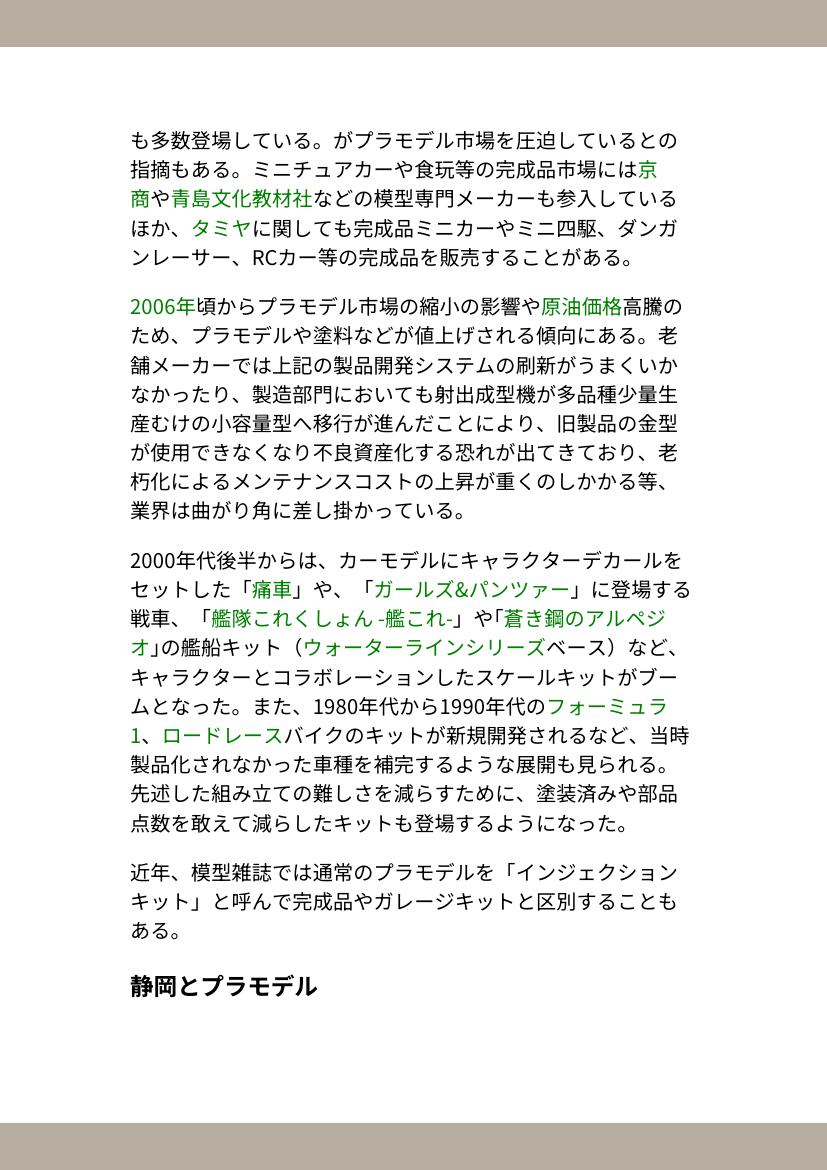 も多数登場している。がプラモデル市場を圧迫しているとの
指摘もある。ミニチュアカーや食玩等の完成品市場には京
商や青島文化教材社などの模型専門メーカーも参入している
ほか、タミヤに関しても完成品ミニカーやミニ四駆、ダンガ
ンレーサー、RCカー等の完成品を販売することがある。
2006年頃からプラモデル市場の縮小の影響や原油価格高騰の
ため、プラモデルや塗料などが値上げされる傾向にある。老
舗メーカーでは上記の製品開発システムの刷新がうまくいか
なかったり、製造部門においても射出成型機が多品種少量生
産むけの小容量型へ移行が進んだことにより、旧製品の金型
が使用できなくなり不良資産化する恐れが出てきており、老
朽化によるメンテナンスコストの上昇が重くのしかかる等、
業界は曲がり角に差し掛かっている。
2000年代後半からは、カーモデルにキャラクターデカールを
セットした「痛車」や、「ガールズ&パンツァー」に登場する
戦車、「艦隊これくしょん -艦これ-」や｢蒼き鋼のアルペジ
オ｣の艦船キット（ウォーターラインシリーズベース）など、
キャラクターとコラボレーションしたスケールキットがブー
ムとなった。また、1980年代から1990年代のフォーミュラ
1、ロードレースバイクのキットが新規開発されるなど、当時
製品化されなかった車種を補完するような展開も見られる。
先述した組み立ての難しさを減らすために、塗装済みや部品
点数を敢えて減らしたキットも登場するようになった。
近年、模型雑誌では通常のプラモデルを「インジェクション
キット」と呼んで完成品やガレージキットと区別することも
ある。
静岡とプラモデル